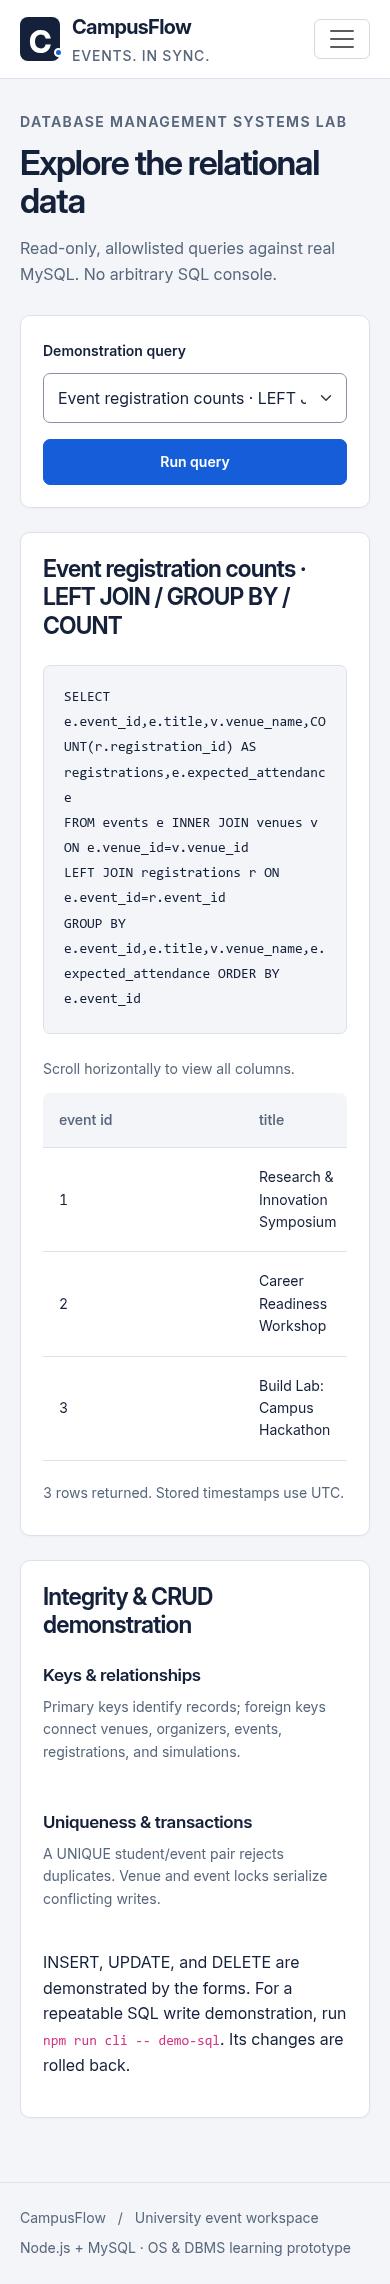 C
CampusFlow
EVENTS. IN SYNC.
DATABASE MANAGEMENT SYSTEMS LAB
Explore the relational
data
Read-only, allowlisted queries against real
MySQL. No arbitrary SQL console.
Demonstration query
Event registration counts · LEFT
Run query
Event registration counts ·
LEFT JOIN / GROUP BY /
COUNT
SELECT
e.event_id,e.title,v.venue_name,CO
UNT(r.registration_id) AS
registrations,e.expected_attendanc
e
FROM events e INNER JOIN venues v
ON e.venue_id=v.venue_id
LEFT JOIN registrations r ON
e.event_id=r.event_id
GROUP BY
e.event_id,e.title,v.venue_name,e.
expected_attendance ORDER BY
e.event_id
Scroll horizontally to view all columns.
event id title
1 Research &
Innovation
Symposium
2 Career
Readiness
Workshop
3 Build Lab:
Campus
Hackathon
3 rows returned. Stored timestamps use UTC.
Integrity & CRUD
demonstration
Keys & relationships
Primary keys identify records; foreign keys
connect venues, organizers, events,
registrations, and simulations.
Uniqueness & transactions
A UNIQUE student/event pair rejects
duplicates. Venue and event locks serialize
conflicting writes.
INSERT, UPDATE, and DELETE are
demonstrated by the forms. For a
repeatable SQL write demonstration, run
npm run cli -- demo-sql. Its changes are
rolled back.
CampusFlow / University event workspace
Node.js + MySQL · OS & DBMS learning prototype